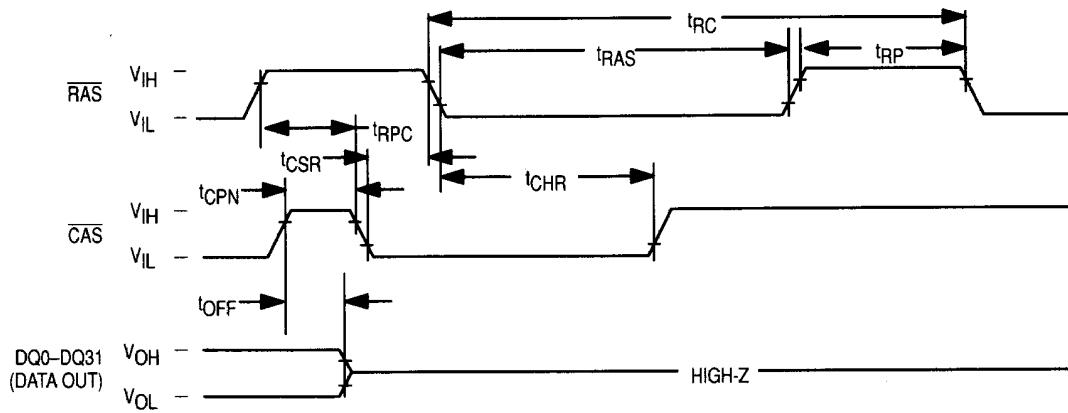 tRC
tRAS
tRP
RAS
VIH
VIL
tRPC
tCSR
tCHR
tCPN
CAS
VIH
VIL
tOFF
DQ0–DQ31
(DATA OUT)
VOH
VOL
HIGH-Z